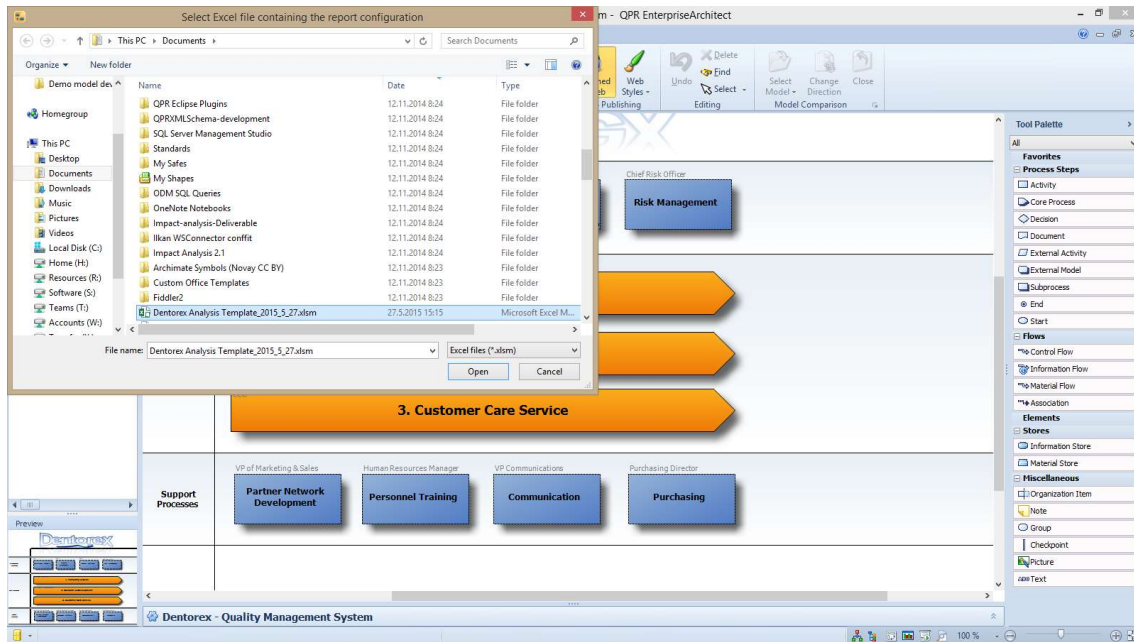 Select Excel file containing the report configuration
m - QPR EnterpriseArchitect
This PC ▸ Documents ▸
Search Documents
Organize
New folder
Demo model dev
Homegroup
This PC
Desktop
Documents
Downloads
Music
Pictures
Videos
Local Disk (C:)
Home (H:)
Resources (R:)
Software (S:)
Teams (T:)
Accounts (W:)
Name Date Type
QPR Eclipse Plugins 12.11.2014 8:24 File folder
QPRXMLSchema-development 12.11.2014 8:24 File folder
SQL Server Management Studio 12.11.2014 8:24 File folder
Standards 12.11.2014 8:24 File folder
My Safes 12.11.2014 8:24 File folder
My Shapes 12.11.2014 8:24 File folder
ODM SQL Queries 12.11.2014 8:24 File folder
OneNote Notebooks 12.11.2014 8:24 File folder
Impact-analysis-Deliverable 12.11.2014 8:24 File folder
Ilkan WSConnector conffit 12.11.2014 8:24 File folder
Impact Analysis 2.1 12.11.2014 8:24 File folder
Archimate Symbols (Novay CC BY) 12.11.2014 8:23 File folder
Custom Office Templates 12.11.2014 8:23 File folder
Fiddler2 12.11.2014 8:23 File folder
Dentorex Analysis Template_2015_5_27.xlsm 27.5.2015 15:15 Microsoft Excel M...
File name: Dentorex Analysis Template_2015_5_27.xlsm
Excel files (*.xlsm)
Open Cancel
Web
Styles
Publishing
Undo
Delete
Find
Select
Editing
Select
Model
Change
Direction
Close
Model Comparison
Chief Risk Officer
Risk Management
3. Customer Care Service
Support
Processes
VP of Marketing & Sales
Partner Network
Development
Human Resources Manager
Personnel Training
VP Communications
Communication
Purchasing Director
Purchasing
Tool Palette
All
Favorites
Process Steps
Activity
Core Process
Decision
Document
External Activity
External Model
Subprocess
End
Start
Flows
Control Flow
Information Flow
Material Flow
Association
Elements
Stores
Information Store
Material Store
Miscellaneous
Organization Item
Note
Group
Checkpoint
Picture
Text
Preview
Dentorex
Dentorex - Quality Management System
100 %